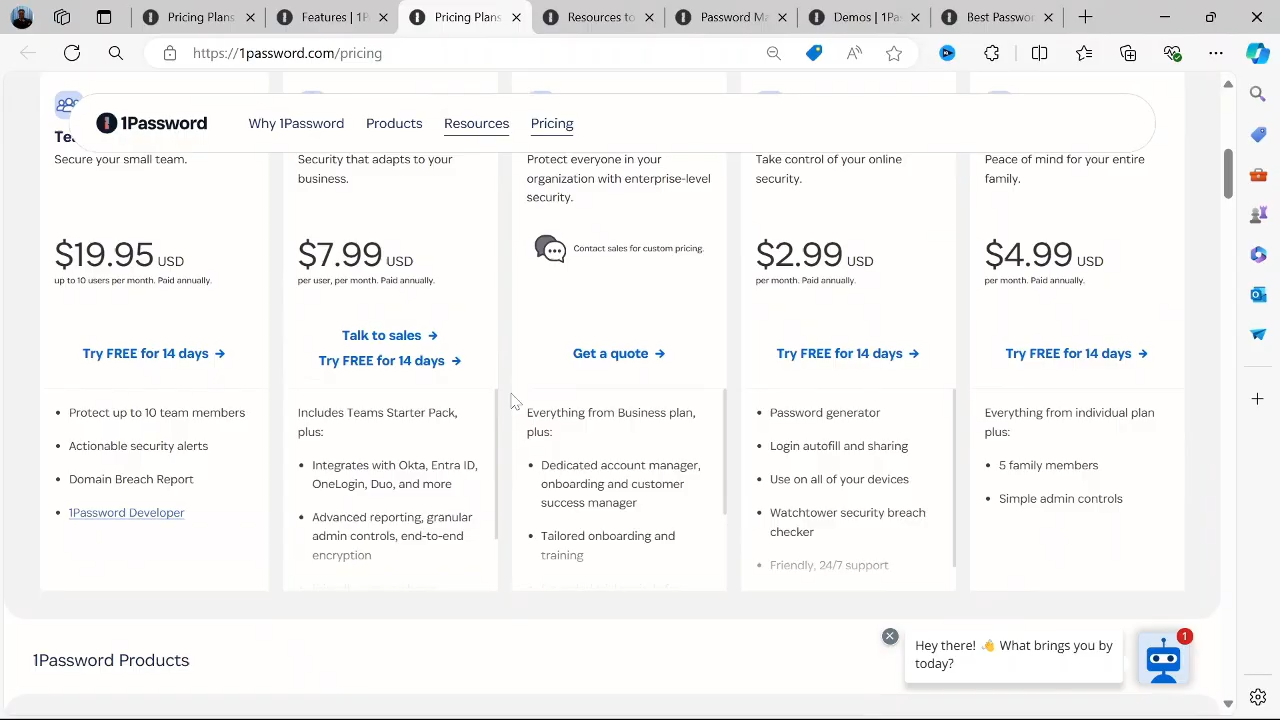 Pricing Plans
Features | 1P
Pricing Plans
Resources to
Password Ma
Demos | 1Pas
Best Passwor
https://1password.com/pricing
1Password
Why 1Password
Products
Resources
Pricing
Secure your small team.
$19.95 USD
up to 10 users per month. Paid annually.
Try FREE for 14 days →
• Protect up to 10 team members
• Actionable security alerts
• Domain Breach Report
• 1Password Developer
Security that adapts to your
business.
$7.99 USD
per user, per month. Paid annually.
Talk to sales →
Try FREE for 14 days →
Includes Teams Starter Pack,
plus:
• Integrates with Okta, Entra ID,
OneLogin, Duo, and more
• Advanced reporting, granular
admin controls, end-to-end
encryption
Protect everyone in your
organization with enterprise-level
security.
Contact sales for custom pricing.
Get a quote →
Everything from Business plan,
plus:
• Dedicated account manager,
onboarding and customer
success manager
• Tailored onboarding and
training
Take control of your online
security.
$2.99 USD
per month. Paid annually.
Try FREE for 14 days →
• Password generator
• Login autofill and sharing
• Use on all of your devices
• Watchtower security breach
checker
• Friendly, 24/7 support
Peace of mind for your entire
family.
$4.99 USD
per month. Paid annually.
Try FREE for 14 days →
Everything from individual plan
plus:
• 5 family members
• Simple admin controls
1Password Products
Hey there! 👋 What brings you by
today?
1